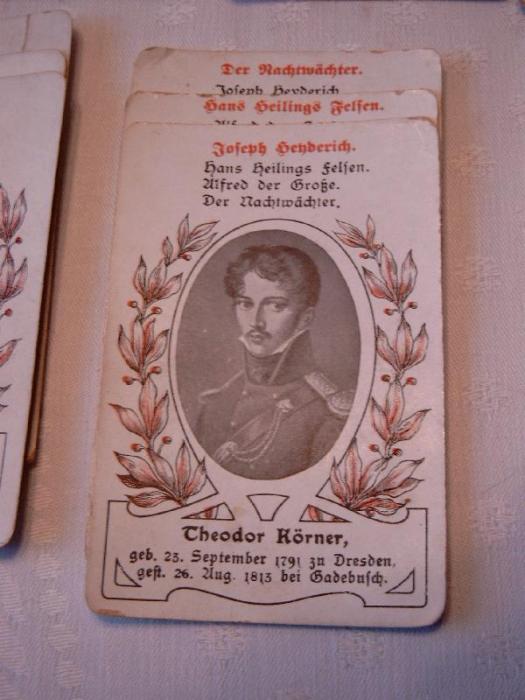 Der Nachtwächter.
Joseph Heyderich
Hans Heilings Felsen.
Joseph Heyderich.
Hans Heilings Felsen.
Alfred der Große.
Der Nachtwächter.
Theodor Körner,
geb. 23. September 1791 zu Dresden,
gest. 26. Aug. 1813 bei Gadebusch.